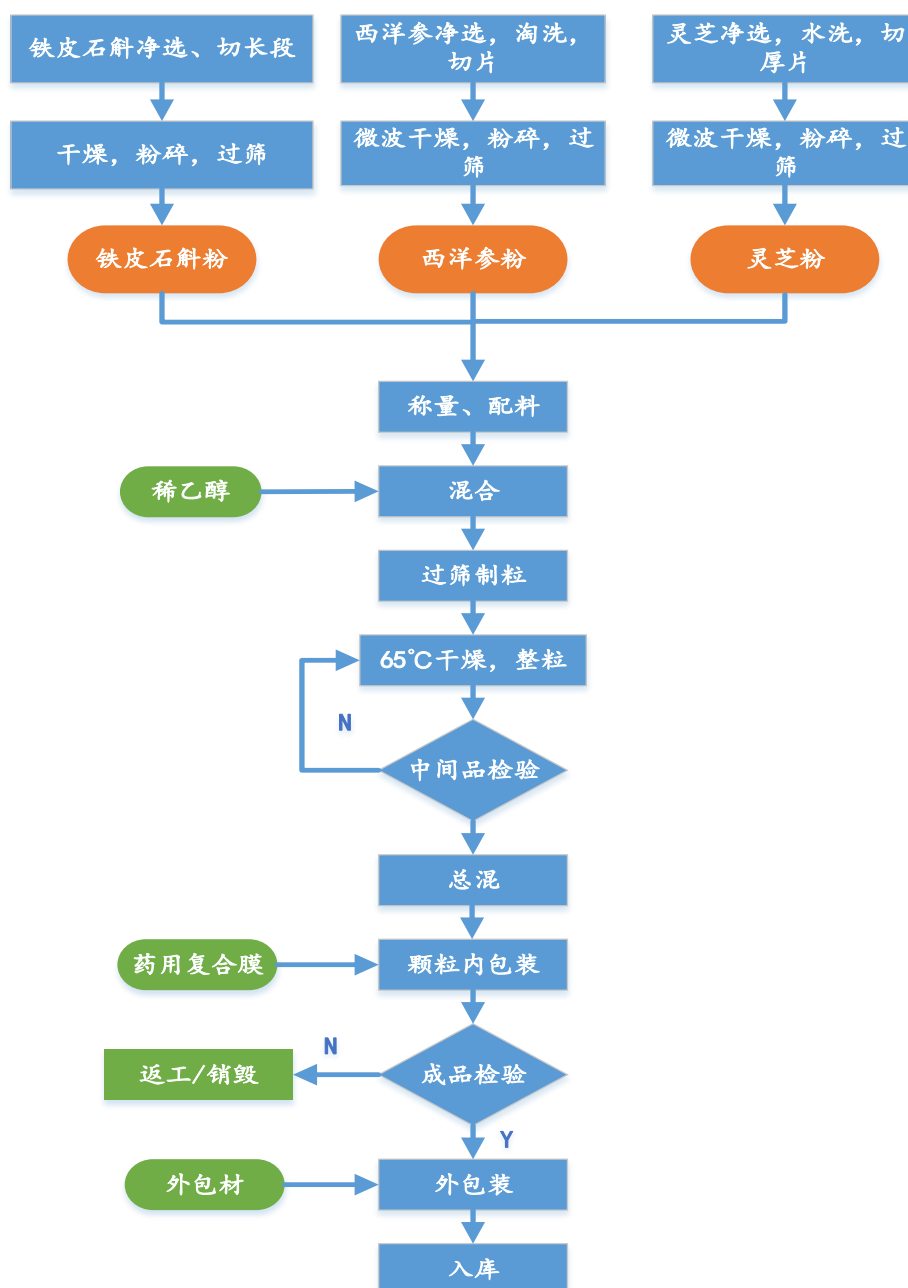 铁皮石斛净选、切长段
西洋参净选，淘洗，
切片
灵芝净选，水洗，切
厚片
干燥，粉碎，过筛
微波干燥，粉碎，过
筛
微波干燥，粉碎，过
筛
铁皮石斛粉
西洋参粉
灵芝粉
称量、配料
稀乙醇
混合
过筛制粒
65℃干燥，整粒
N
中间品检验
总混
药用复合膜
颗粒内包装
N
返工/销毁
成品检验
Y
外包材
外包装
入库